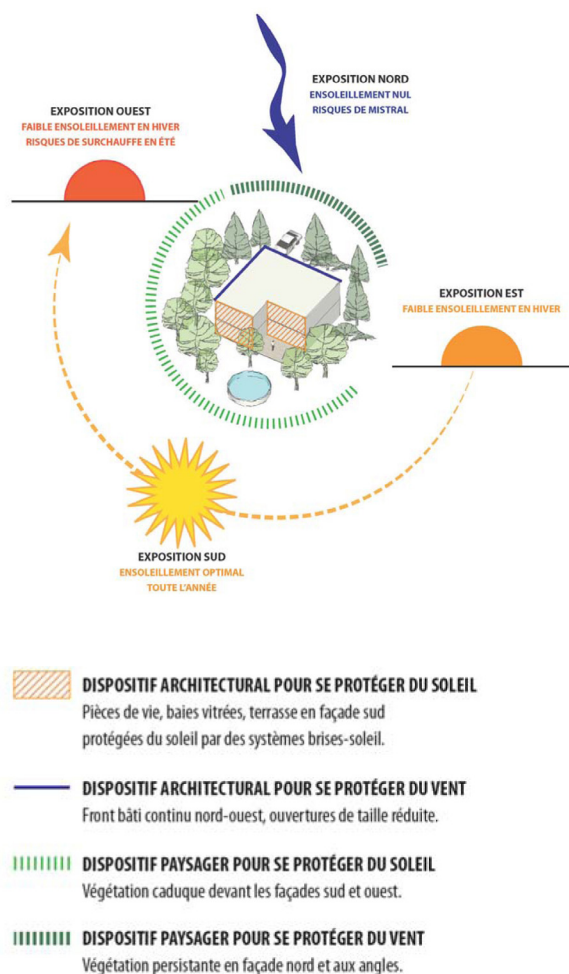 EXPOSITION NORD
ENSOLEILLEMENT NUL
RISQUES DE MISTRAL
EXPOSITION OUEST
FAIBLE ENSOLEILLEMENT EN HIVER
RISQUES DE SURCHAUFFE EN ÉTÉ
EXPOSITION EST
FAIBLE ENSOLEILLEMENT EN HIVER
EXPOSITION SUD
ENSOLEILLEMENT OPTIMAL
TOUTE L'ANNÉE
DISPOSITIF ARCHITECTURAL POUR SE PROTÉGER DU SOLEIL
Pièces de vie, baies vitrées, terrasse en façade sud
protégées du soleil par des systèmes brises-soleil.
DISPOSITIF ARCHITECTURAL POUR SE PROTÉGER DU VENT
Front bâti continu nord-ouest, ouvertures de taille réduite.
DISPOSITIF PAYSAGER POUR SE PROTÉGER DU SOLEIL
Végétation caduque devant les façades sud et ouest.
DISPOSITIF PAYSAGER POUR SE PROTÉGER DU VENT
Végétation persistante en façade nord et aux angles.